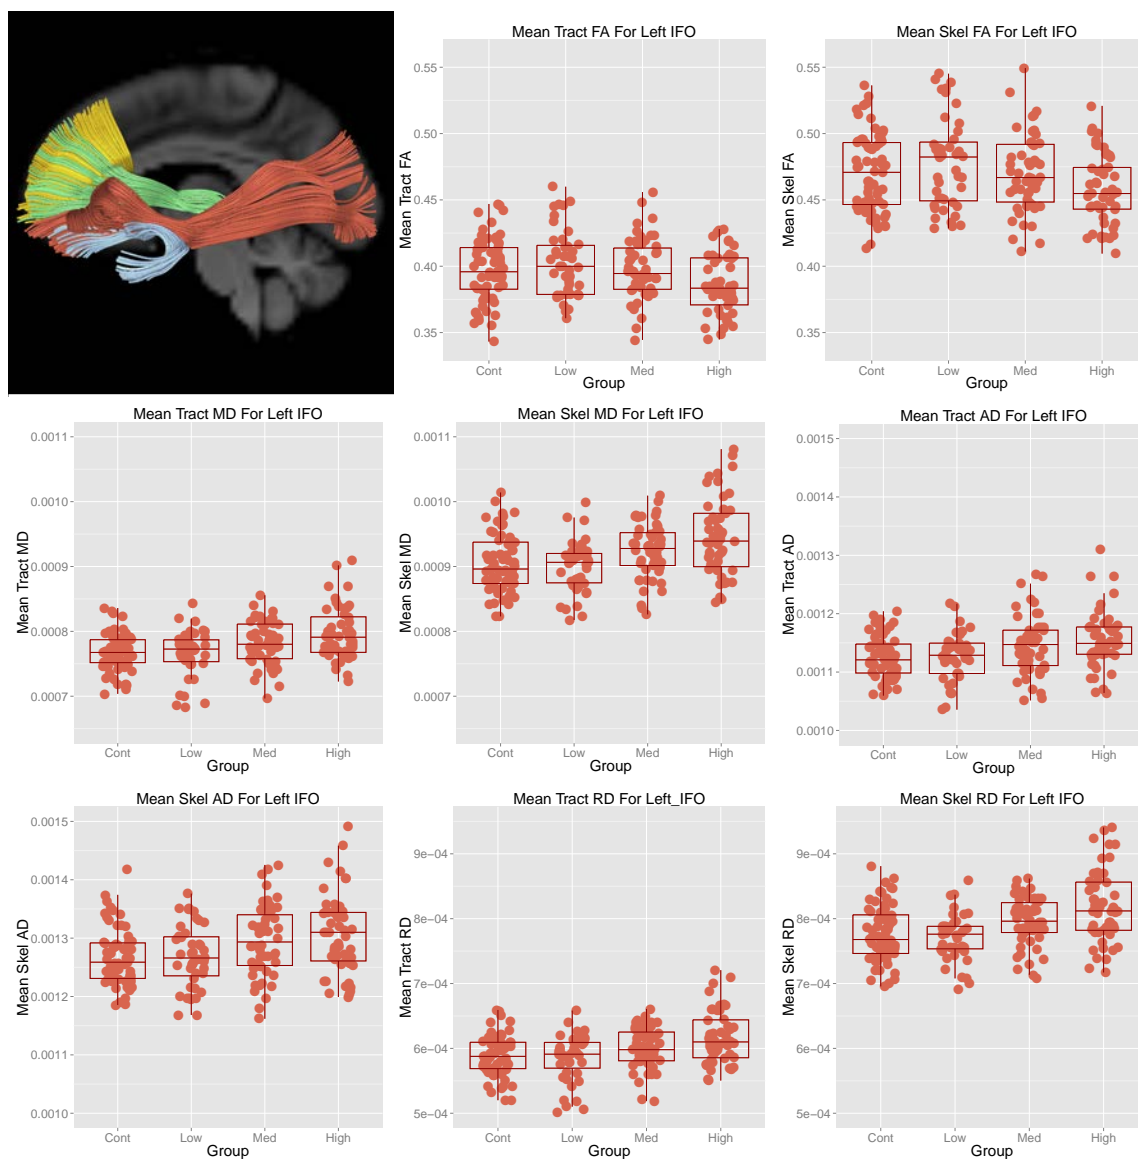 Mean Tract FA For Left IFO
Mean Tract FA
0.55
0.50
0.45
0.40
0.35
Cont Low Med High
Group
Mean Skel FA For Left IFO
Mean Skel FA
0.55
0.50
0.45
0.40
0.35
Cont Low Med High
Group
Mean Tract MD For Left IFO
Mean Tract MD
0.0011
0.0010
0.0009
0.0008
0.0007
Cont Low Med High
Group
Mean Skel MD For Left IFO
Mean Skel MD
0.0011
0.0010
0.0009
0.0008
0.0007
Cont Low Med High
Group
Mean Tract AD For Left IFO
Mean Tract AD
0.0015
0.0014
0.0013
0.0012
0.0011
0.0010
Cont Low Med High
Group
Mean Skel AD For Left IFO
Mean Skel AD
0.0015
0.0014
0.0013
0.0012
0.0011
0.0010
Cont Low Med High
Group
Mean Tract RD For Left_IFO
Mean Tract RD
9e−04
8e−04
7e−04
6e−04
5e−04
Cont Low Med High
Group
Mean Skel RD For Left IFO
Mean Skel RD
9e−04
8e−04
7e−04
6e−04
5e−04
Cont Low Med High
Group